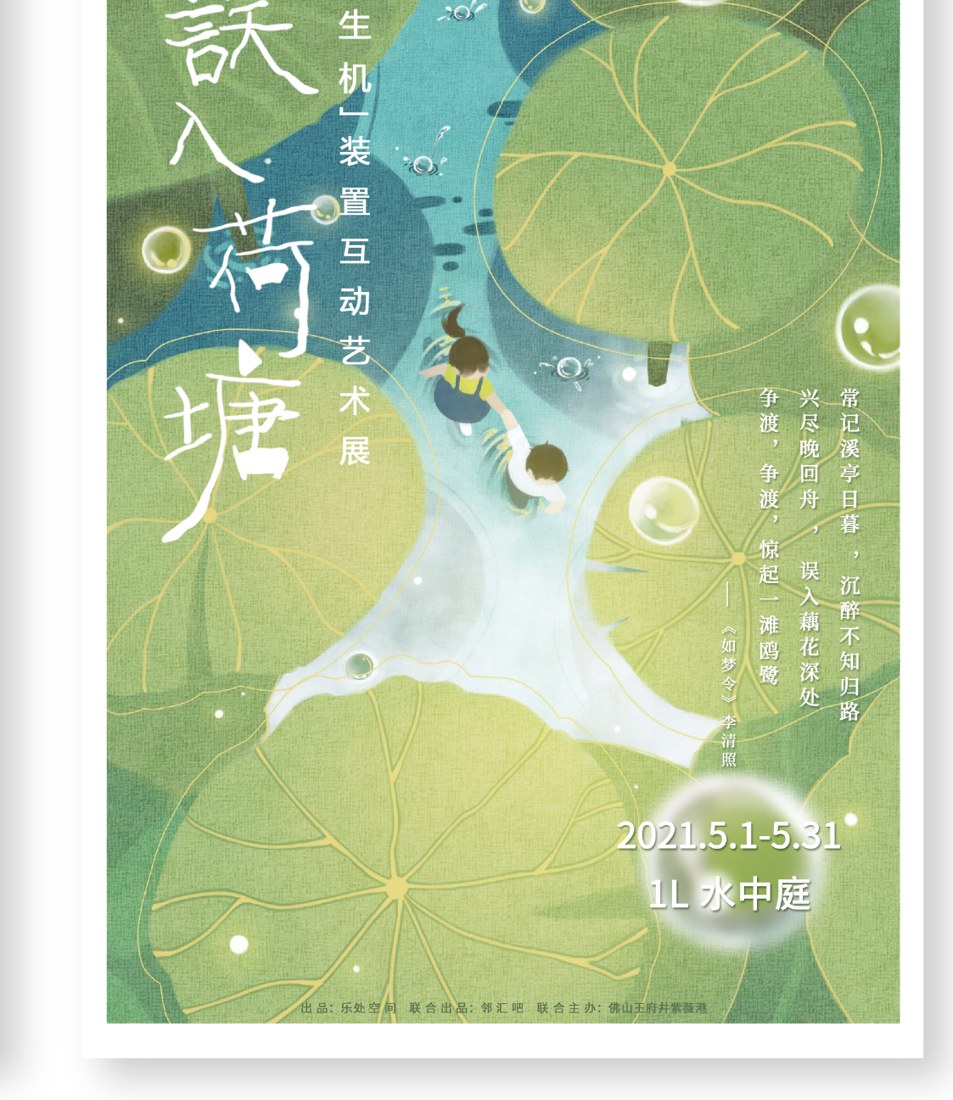 誤入荷塘
生机」装置互动艺术展
常记溪亭日暮，沉醉不知归路
兴尽晚回舟，误入藕花深处
争渡，争渡，惊起一滩鸥鹭
——《如梦令》李清照
2021.5.1-5.31
1L 水中庭
出品：乐处空间 联合出品：邻汇吧 联合主办：佛山王府井紫薇港